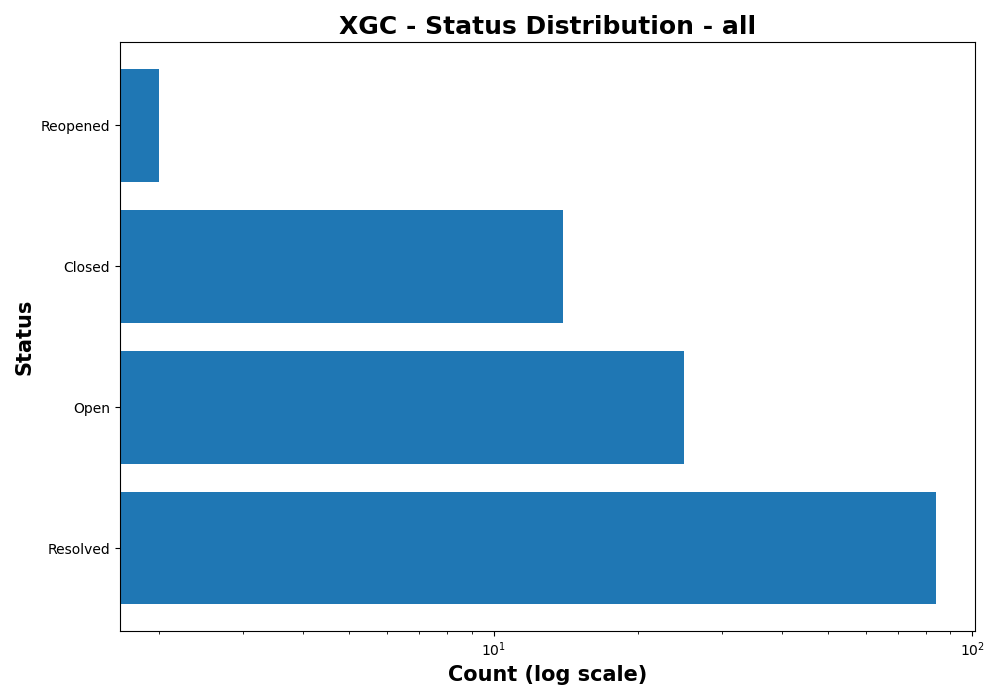 XGC - Status Distribution - all
Status
Reopened
Closed
Open
Resolved
10¹
10²
Count (log scale)